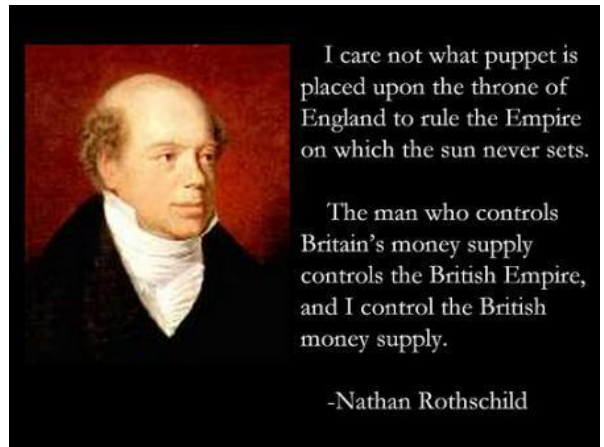 I care not what puppet is
placed upon the throne of
England to rule the Empire
on which the sun never sets.
The man who controls
Britain's money supply
controls the British Empire,
and I control the British
money supply.
-Nathan Rothschild